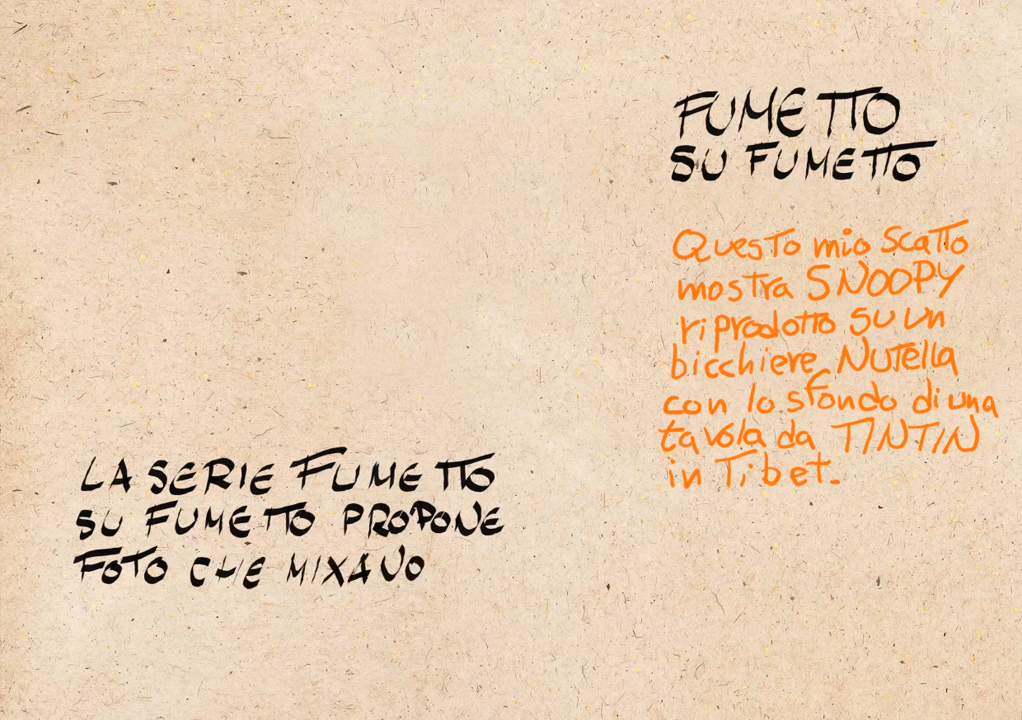 FUMETTO
SU FUMETTO
Questo mio scatto
mostra SNOOPY
riprodotto su un
bicchiere NUTElla
con lo sfondo di una
tavola da TINTIN
in Tibet.
LA SERIE FUMETTO
SU FUMETTO PROPONE
FOTO CHE MIXANO